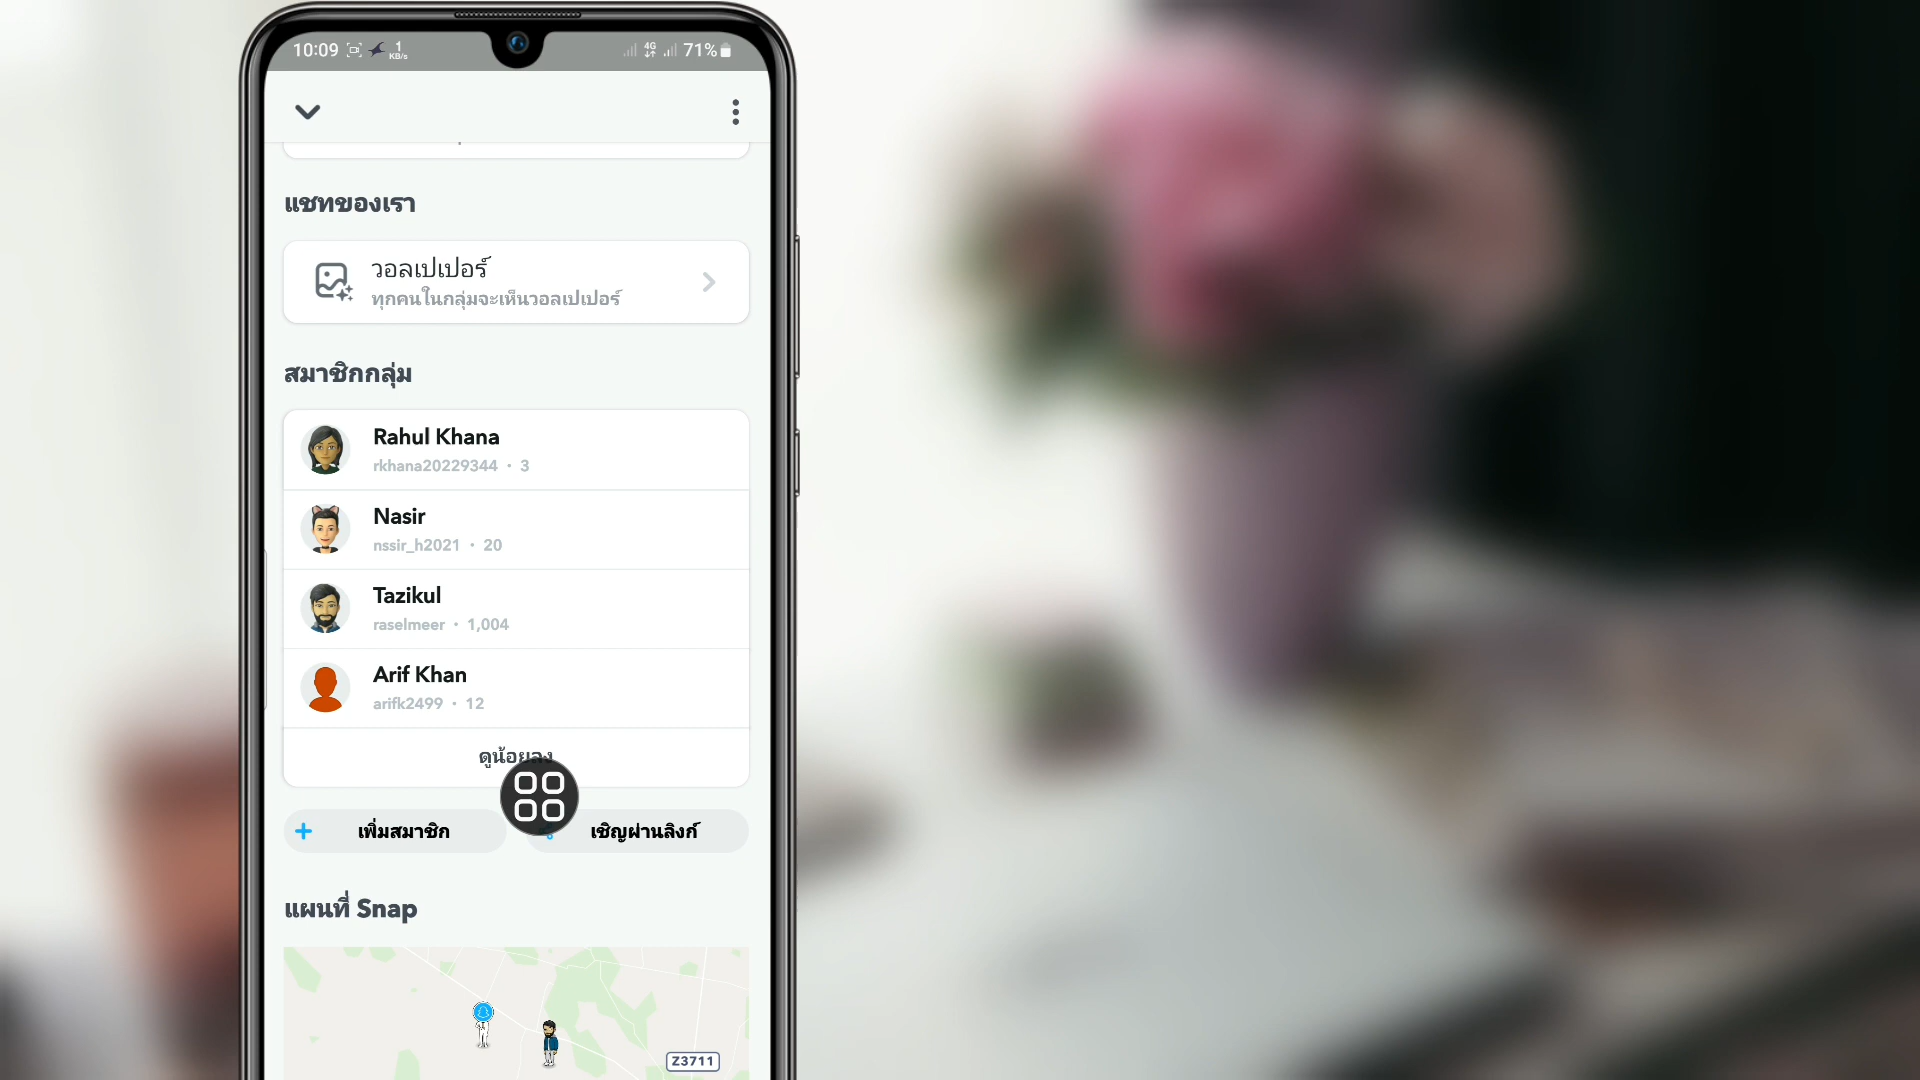 10:09 1 KB/s 4G 71%
แชทของเรา
วอลเปเปอร์
ทุกคนในกลุ่มจะเห็นวอลเปเปอร์
สมาชิกกลุ่ม
Rahul Khana
rkhana20229344 • 3
Nasir
nssir_h2021 • 20
Tazikul
raselmeer • 1,004
Arif Khan
arifk2499 • 12
ดูน้อยลง
เพิ่มสมาชิก เชิญผ่านลิงก์
แผนที่ Snap
Z3711